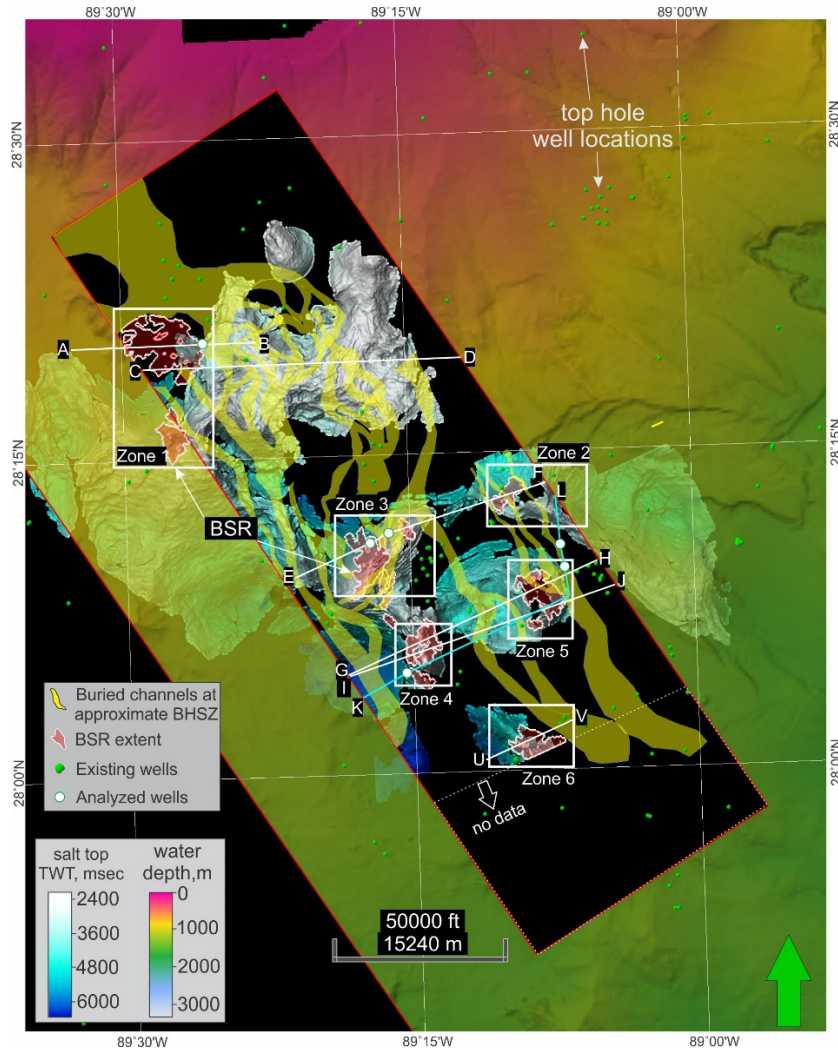 89°30'W
89°15'W
89°00'W
28°30'N
28°30'N
top hole
well locations
A
B
C
D
28°15'N
28°15'N
Zone 1
BSR
Zone 2
F
L
Zone 3
E
H
J
G
I
K
Zone 4
Zone 5
V
U
Zone 6
no data
28°00'N
28°00'N
Buried channels at
approximate BHSZ
BSR extent
Existing wells
Analyzed wells
salt top
TWT, msec
2400
3600
4800
6000
water
depth,m
0
1000
2000
3000
50000 ft
15240 m
89°30'W
89°15'W
89°00'W